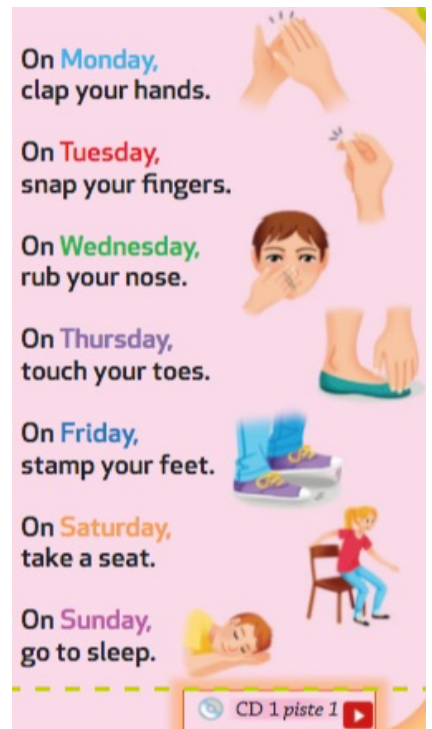 On Monday,
clap your hands.
On Tuesday,
snap your fingers.
On Wednesday,
rub your nose.
On Thursday,
touch your toes.
On Friday,
stamp your feet.
On Saturday,
take a seat.
On Sunday,
go to sleep.
CD 1 piste 1